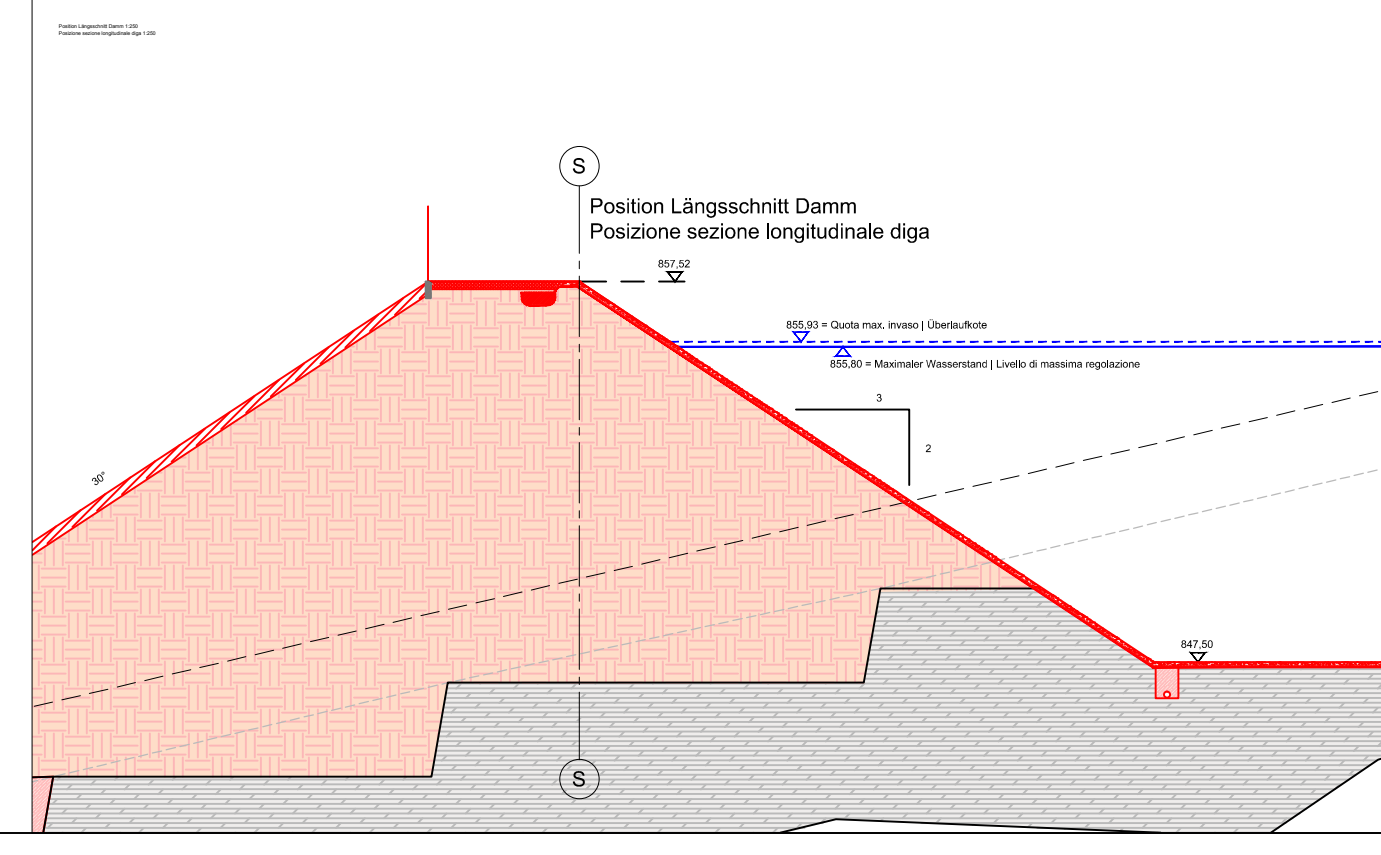 Position Längsschnitt Damm 1:250
Posizione sezione longitudinale diga 1:250
S
Position Längsschnitt Damm
Posizione sezione longitudinale diga
857,52
855,93 = Quota max. invaso | Überlaufkote
855,80 = Maximaler Wasserstand | Livello di massima regolazione
3
2
30°
847,50
S